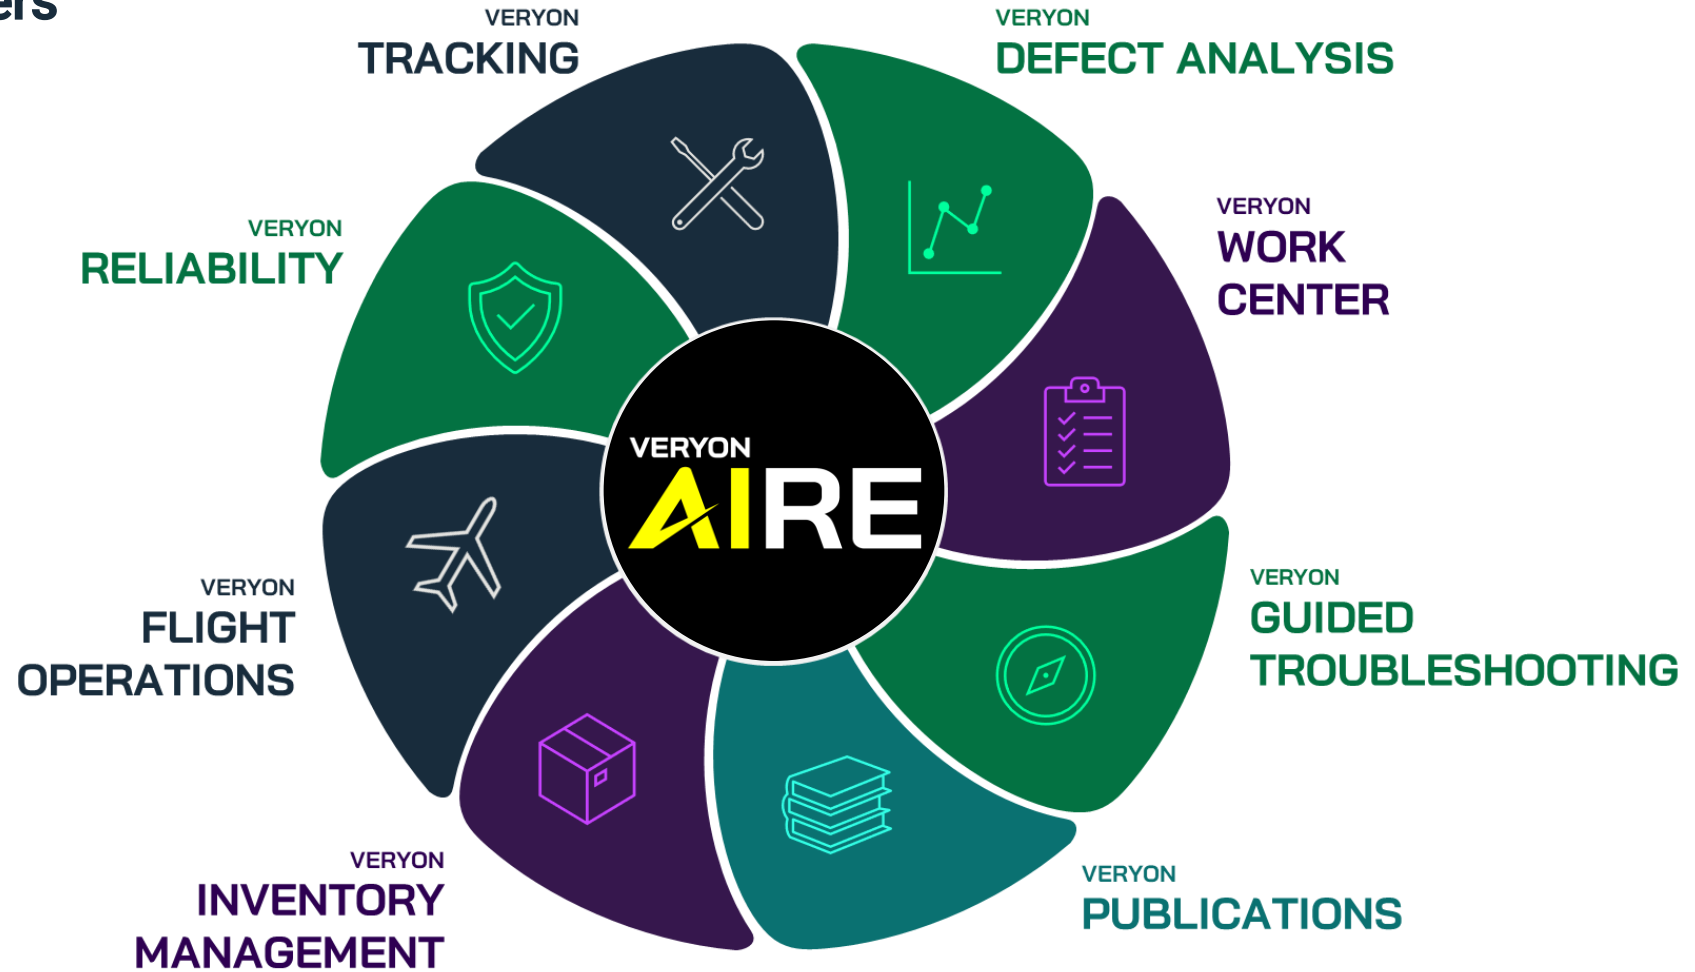 VERYON
TRACKING
VERYON
DEFECT ANALYSIS
VERYON
WORK
CENTER
VERYON
GUIDED
TROUBLESHOOTING
VERYON
PUBLICATIONS
VERYON
INVENTORY
MANAGEMENT
VERYON
FLIGHT
OPERATIONS
VERYON
RELIABILITY
VERYON
AIRE